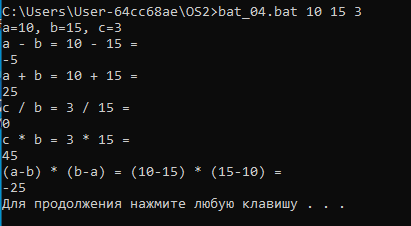 C:\Users\User-64cc68ae\OS2>bat_04.bat 10 15 3
a=10, b=15, c=3
a - b = 10 - 15 =
-5
a + b = 10 + 15 =
25
c / b = 3 / 15 =
0
c * b = 3 * 15 =
45
(a-b) * (b-a) = (10-15) * (15-10) =
-25
Для продолжения нажмите любую клавишу . . .